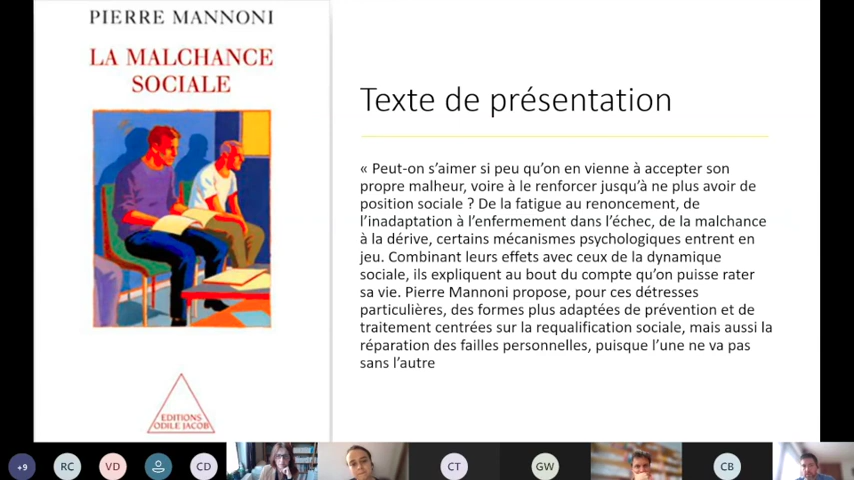 PIERRE MANNONI
LA MALCHANCE
SOCIALE
EDITIONS
ODILE JACOB
Texte de présentation
« Peut-on s’aimer si peu qu’on en vienne à accepter son
propre malheur, voire à le renforcer jusqu’à ne plus avoir de
position sociale ? De la fatigue au renoncement, de
l’inadaptation à l’enfermement dans l’échec, de la malchance
à la dérive, certains mécanismes psychologiques entrent en
jeu. Combinant leurs effets avec ceux de la dynamique
sociale, ils expliquent au bout du compte qu’on puisse rater
sa vie. Pierre Mannoni propose, pour ces détresses
particulières, des formes plus adaptées de prévention et de
traitement centrées sur la requalification sociale, mais aussi la
réparation des failles personnelles, puisque l’une ne va pas
sans l’autre
+9
RC
VD
CD
CT
GW
CB